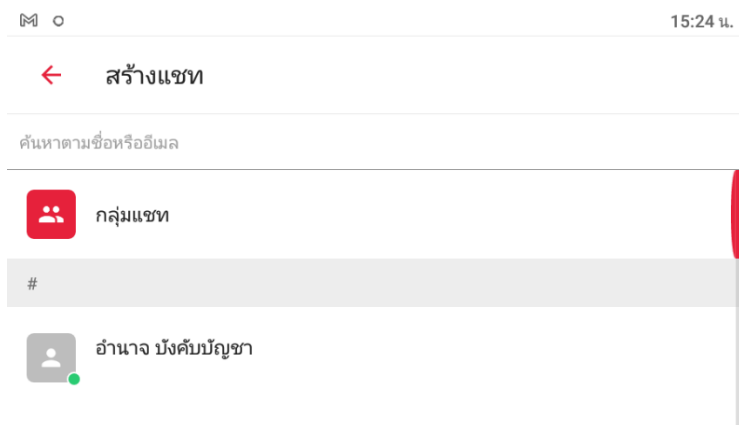 15:24 น.
สร้างแชท
ค้นหาตามชื่อหรืออีเมล
กลุ่มแชท
#
อำนาจ บังคับบัญชา